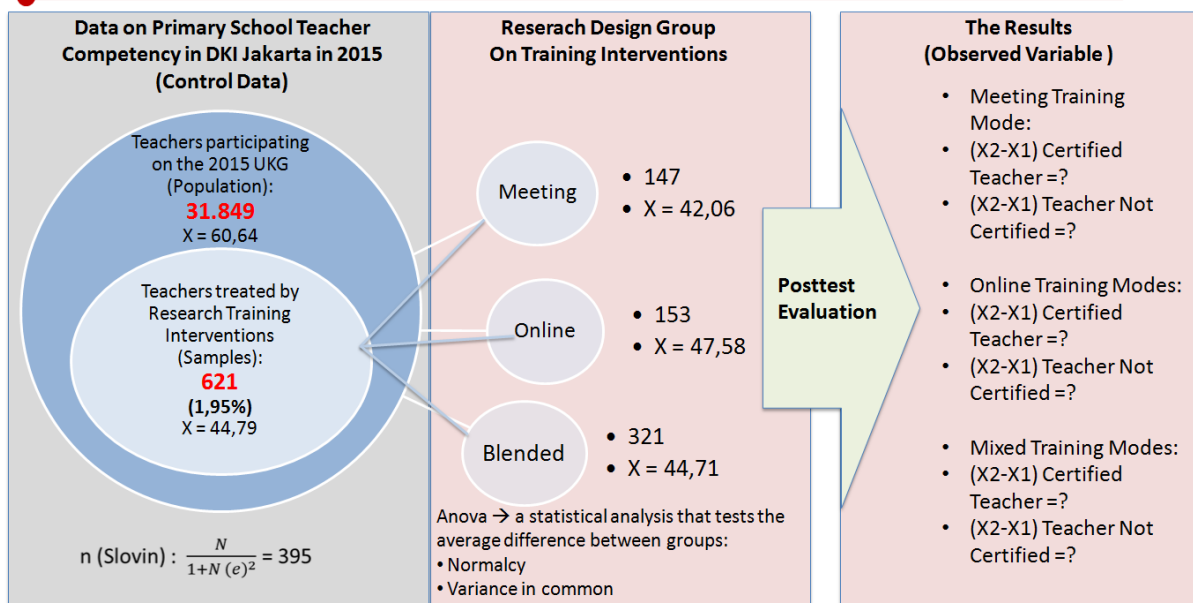 Data on Primary School Teacher
Competency in DKI Jakarta in 2015
(Control Data)
Teachers participating
on the 2015 UKG
(Population):
31.849
X = 60,64
Teachers treated by
Research Training
Interventions
(Samples):
621
(1,95%)
X = 44,79
n (Slovin) : N / 1+N (e)² = 395
Reserach Design Group
On Training Interventions
Meeting
• 147
• X = 42,06
Online
• 153
• X = 47,58
Blended
• 321
• X = 44,71
Anova → a statistical analysis that tests the
average difference between groups:
• Normalcy
• Variance in common
Posttest
Evaluation
The Results
(Observed Variable )
• Meeting Training
Mode:
• (X2-X1) Certified
Teacher =?
• (X2-X1) Teacher Not
Certified =?
• Online Training Modes:
• (X2-X1) Certified
Teacher =?
• (X2-X1) Teacher Not
Certified =?
• Mixed Training Modes:
• (X2-X1) Certified
Teacher =?
• (X2-X1) Teacher Not
Certified =?